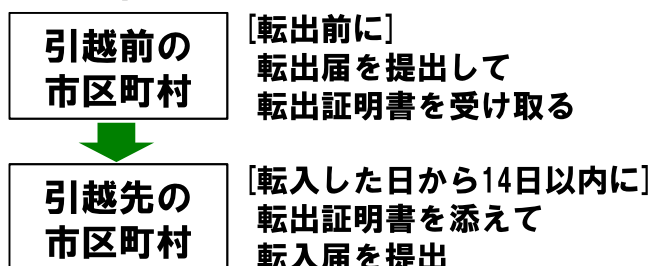 引越前の
市区町村
[転出前に]
転出届を提出して
転出証明書を受け取る
引越先の
市区町村
[転入した日から14日以内に]
転出証明書を添えて
転入届を提出